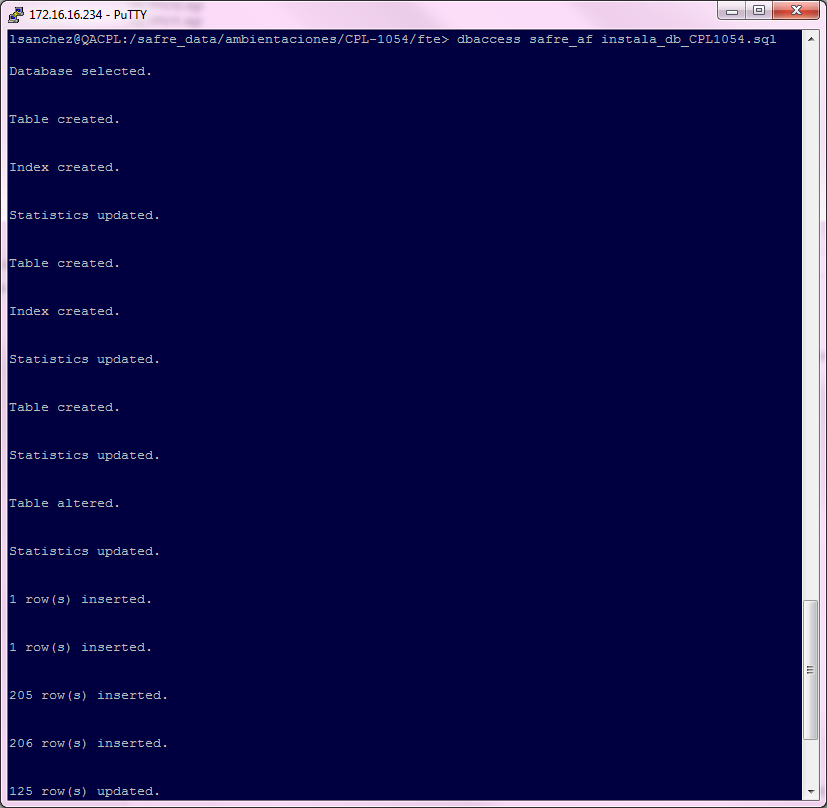 172.16.16.234 - PuTTY
lsanchez@QACPL:/safre_data/ambientaciones/CPL-1054/fte> dbaccess safre_af instala_db_CPL1054.sql
Database selected.
Table created.
Index created.
Statistics updated.
Table created.
Index created.
Statistics updated.
Table created.
Statistics updated.
Table altered.
Statistics updated.
1 row(s) inserted.
1 row(s) inserted.
205 row(s) inserted.
206 row(s) inserted.
125 row(s) updated.